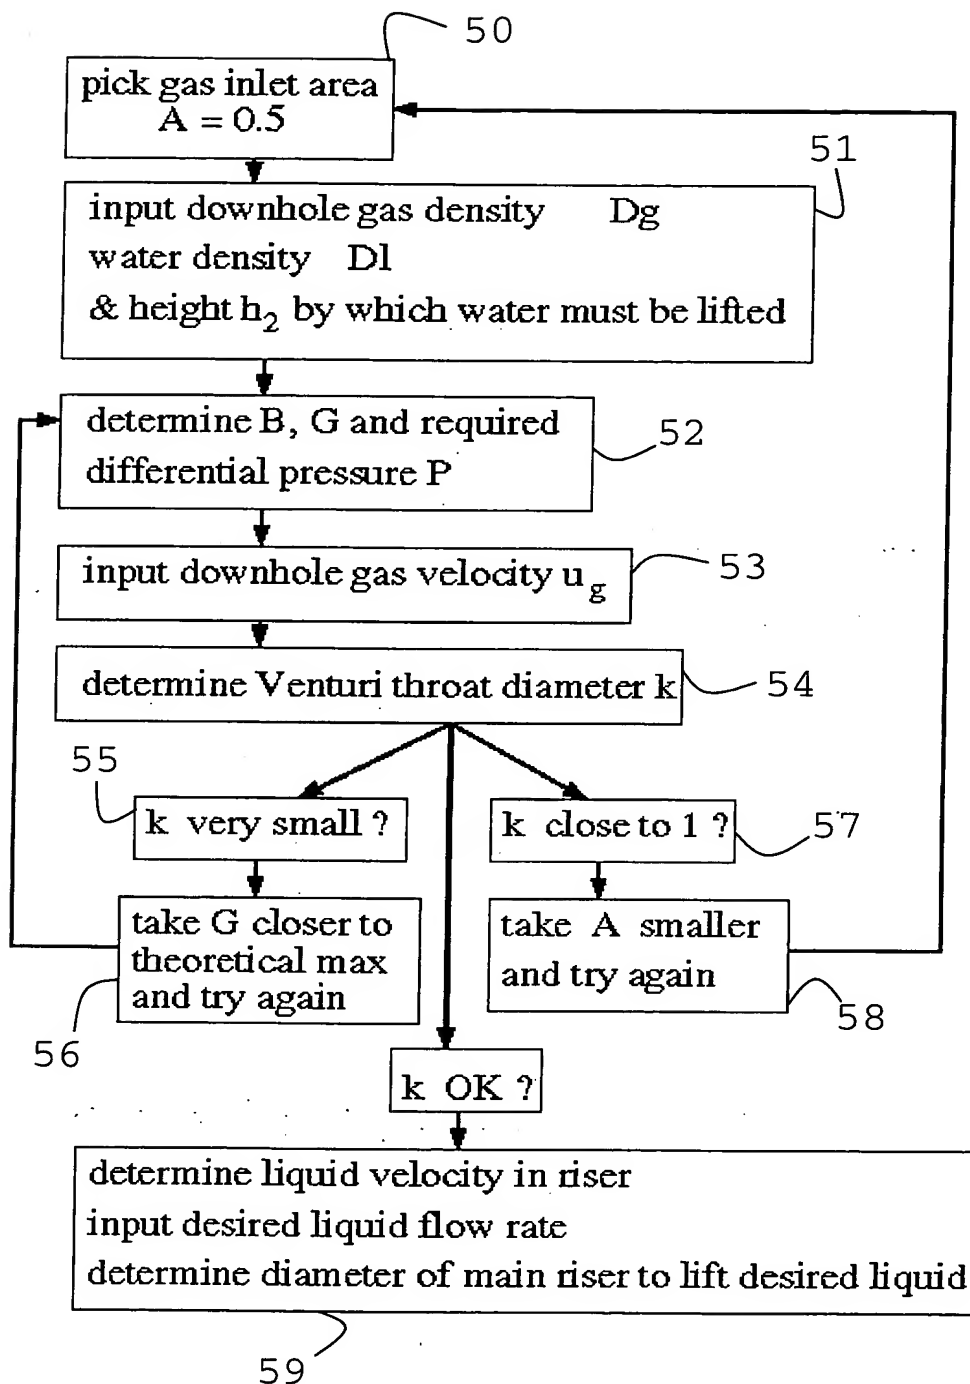 50
pick gas inlet area
A = 0.5
51
input downhole gas density Dg
water density Dl
& height h₂ by which water must be lifted
determine B, G and required
differential pressure P
52
input downhole gas velocity u_g
53
determine Venturi throat diameter k
54
55
k very small ?
k close to 1 ?
57
take G closer to
theoretical max
and try again
56
take A smaller
and try again
58
k OK ?
determine liquid velocity in riser
input desired liquid flow rate
determine diameter of main riser to lift desired liquid
59